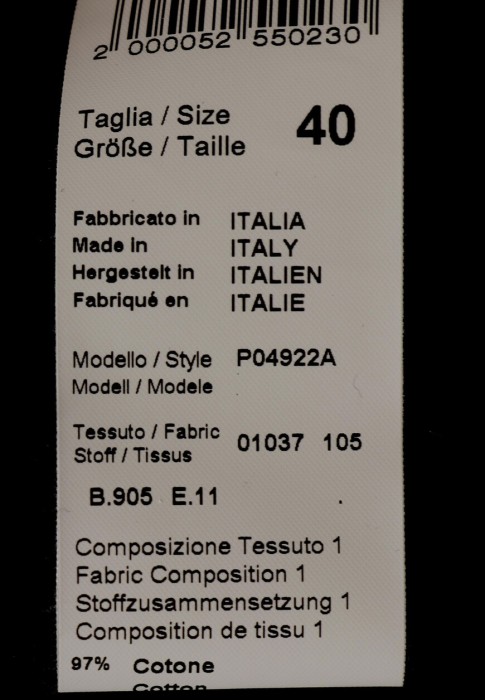 2 000052 550230
Taglia / Size 40
Größe / Taille
Fabbricato in ITALIA
Made in ITALY
Hergestelt in ITALIEN
Fabriqué en ITALIE
Modello / Style P04922A
Modell / Modele
Tessuto / Fabric 01037 105
Stoff / Tissus
B.905 E.11
Composizione Tessuto 1
Fabric Composition 1
Stoffzusammensetzung 1
Composition de tissu 1
97% Cotone
Cotton